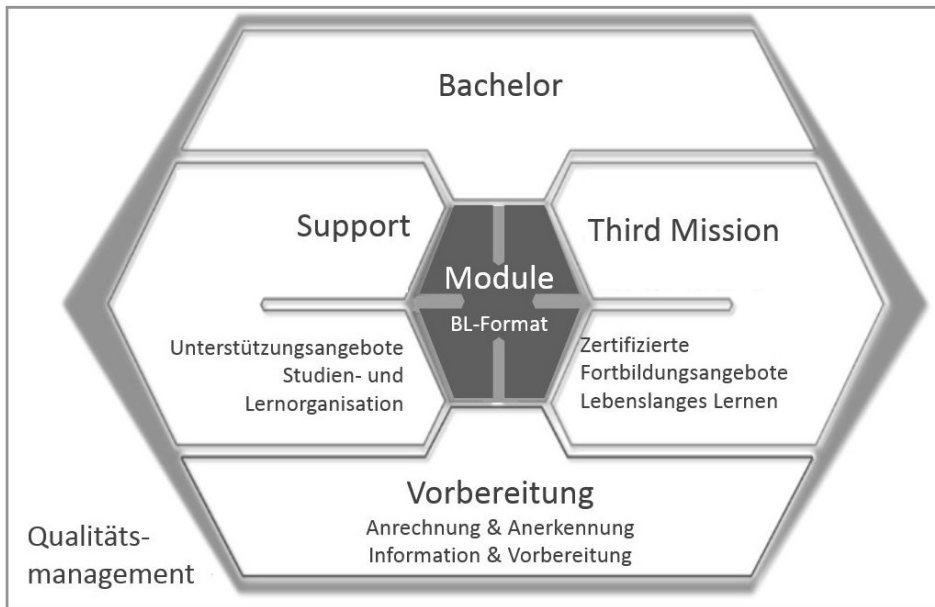 Bachelor
Support
Third Mission
Module
BL-Format
Unterstützungsangebote
Studien- und
Lernorganisation
Zertifizierte
Fortbildungsangebote
Lebenslanges Lernen
Vorbereitung
Anrechnung & Anerkennung
Information & Vorbereitung
Qualitäts-
management